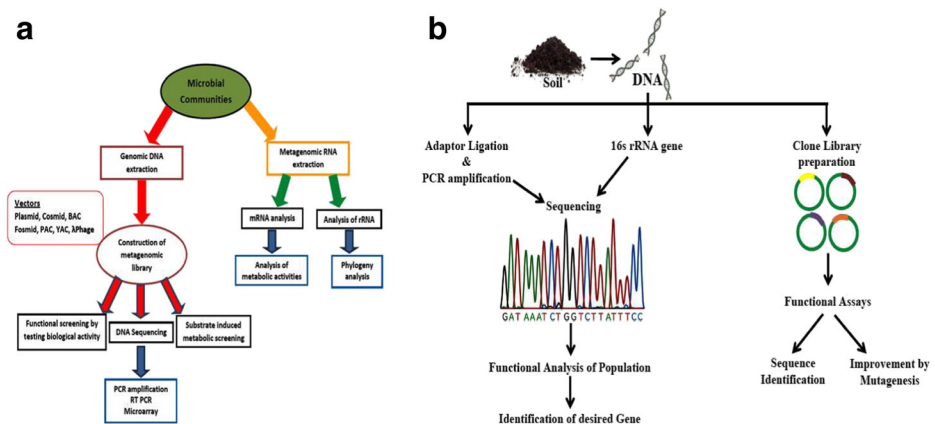 a
Microbial
Communities
Genomic DNA
extraction
Metagenomic RNA
extraction
Vectors
Plasmid, Cosmid, BAC
Fosmid, PAC, YAC, λPhage
Construction of
metagenomic
library
mRNA analysis
Analysis of rRNA
Analysis of
metabolic activities
Phylogeny
analysis
Functional screening by
testing biological activity
DNA Sequencing
Substrate induced
metabolic screening
PCR amplification
RT PCR
Microarray
b
Soil
DNA
Adaptor Ligation
&
PCR amplification
16s rRNA gene
Clone Library
preparation
Sequencing
GATAAATCTGGTCTTATTTCC
Functional Analysis of Population
Identification of desired Gene
Functional Assays
Sequence
Identification
Improvement by
Mutagenesis